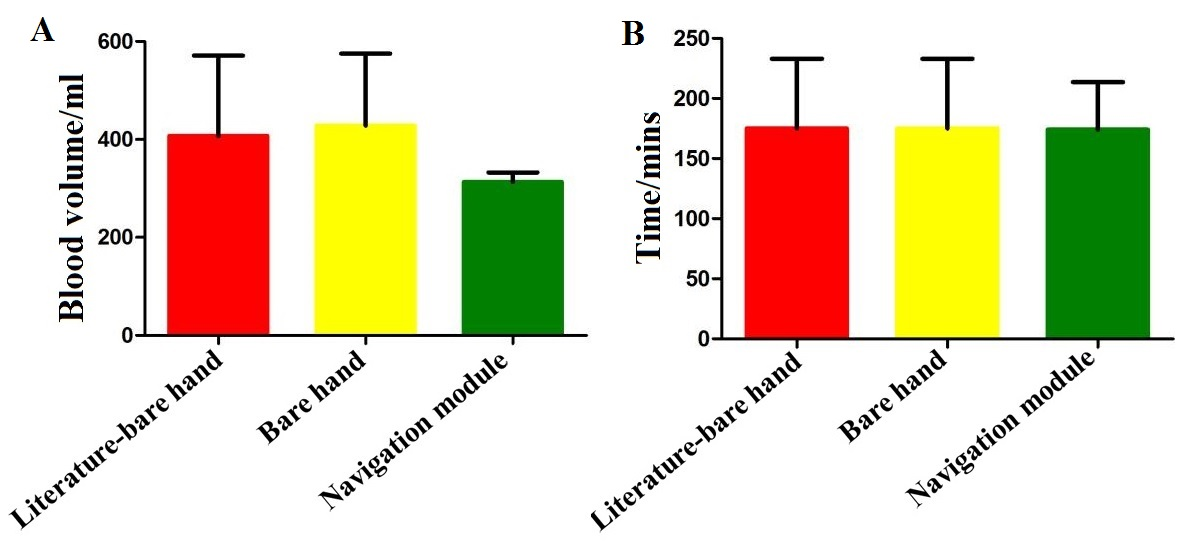 A
Blood volume/ml
600
400
200
0
Literature-bare hand
Bare hand
Navigation module
B
Time/mins
250
200
150
100
50
0
Literature-bare hand
Bare hand
Navigation module